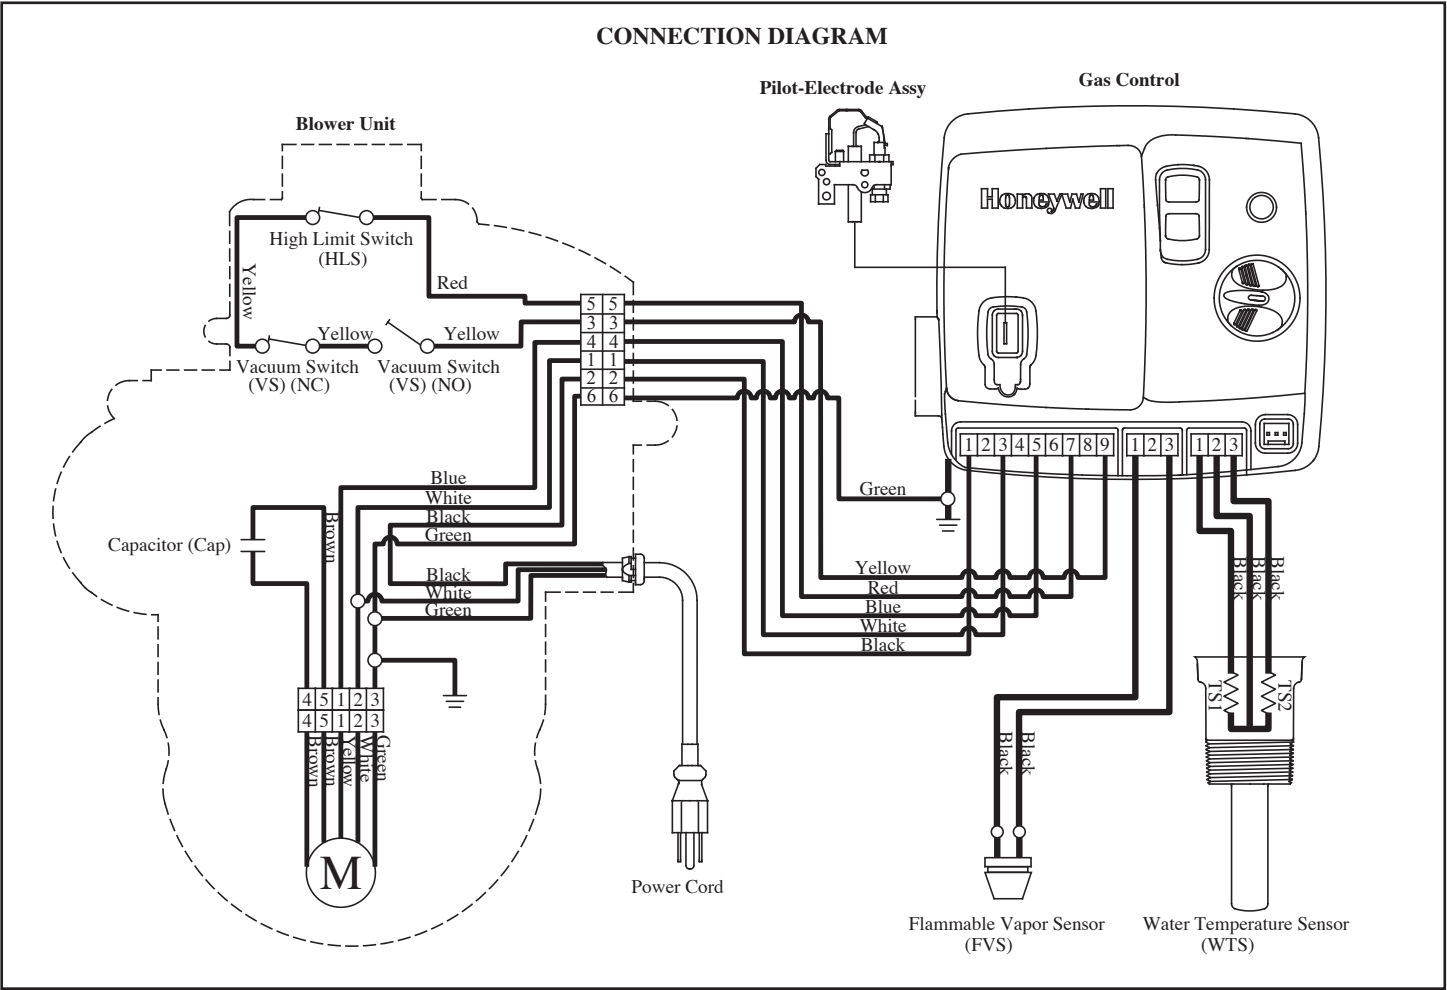 CONNECTION DIAGRAM
Pilot-Electrode Assy
Gas Control
Blower Unit
Honeywell
High Limit Switch
(HLS)
Yellow
Red
Yellow
Yellow
Vacuum Switch
(VS) (NC)
Vacuum Switch
(VS) (NO)
5 5
3 3
4 4
1 1
2 2
6 6
1 2 3 4 5 6 7 8 9
1 2 3
1 2 3
Blue
White
Black
Green
Green
Brown
Capacitor (Cap)
Black
White
Green
Yellow
Red
Blue
White
Black
Black
Black
Black
4 5 1 2 3
4 5 1 2 3
Brown
Brown
Yellow
White
Green
TS1
TS2
Black
Black
M
Power Cord
Flammable Vapor Sensor
(FVS)
Water Temperature Sensor
(WTS)